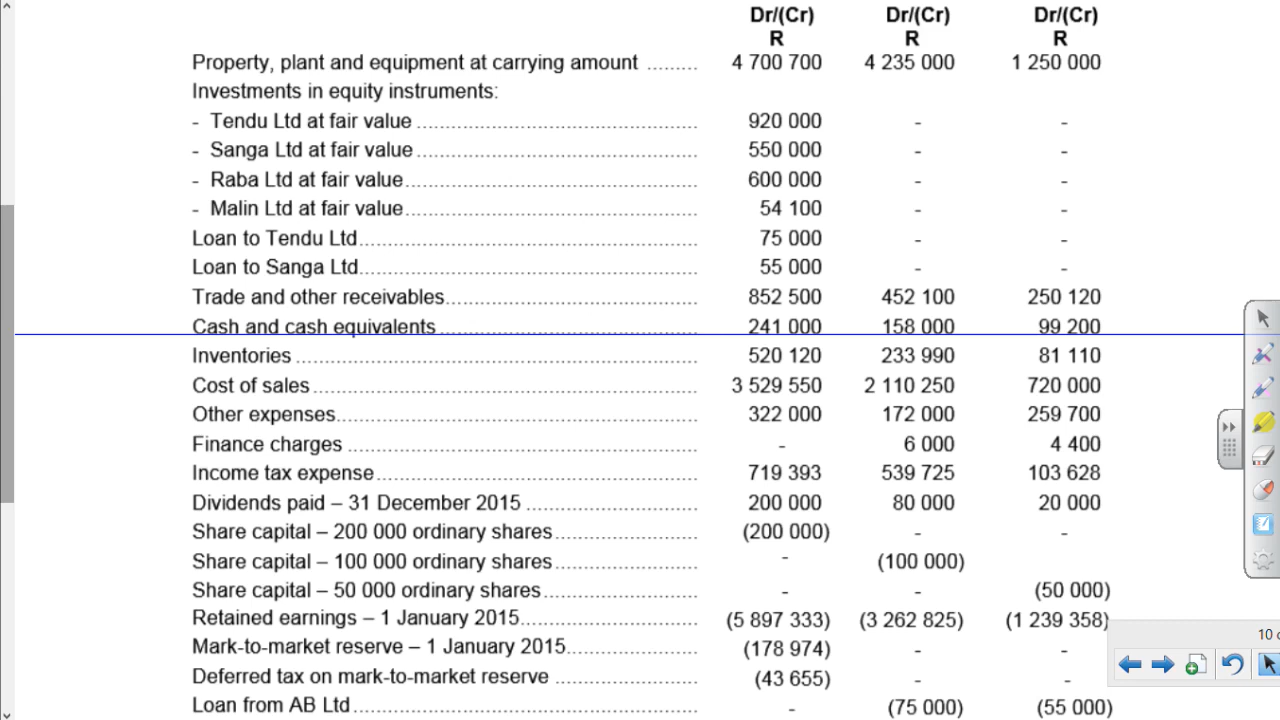 Dr/(Cr) Dr/(Cr) Dr/(Cr)
R R R
Property, plant and equipment at carrying amount ......... 4 700 700 4 235 000 1 250 000
Investments in equity instruments:
- Tendu Ltd at fair value ................................................ 920 000 - -
- Sanga Ltd at fair value ................................................ 550 000 - -
- Raba Ltd at fair value.................................................. 600 000 - -
- Malin Ltd at fair value.................................................. 54 100 - -
Loan to Tendu Ltd.......................................................... 75 000 - -
Loan to Sanga Ltd.......................................................... 55 000 - -
Trade and other receivables........................................... 852 500 452 100 250 120
Cash and cash equivalents ............................................ 241 000 158 000 99 200
Inventories ..................................................................... 520 120 233 990 81 110
Cost of sales .................................................................. 3 529 550 2 110 250 720 000
Other expenses.............................................................. 322 000 172 000 259 700
Finance charges ............................................................ - 6 000 4 400
Income tax expense....................................................... 719 393 539 725 103 628
Dividends paid – 31 December 2015 ............................. 200 000 80 000 20 000
Share capital – 200 000 ordinary shares........................ (200 000) - -
Share capital – 100 000 ordinary shares........................ - (100 000) -
Share capital – 50 000 ordinary shares.......................... - - (50 000)
Retained earnings – 1 January 2015.............................. (5 897 333) (3 262 825) (1 239 358)
Mark-to-market reserve – 1 January 2015...................... (178 974) - -
Deferred tax on mark-to-market reserve ........................ (43 655) - -
Loan from AB Ltd........................................................... - (75 000) (55 000)
10